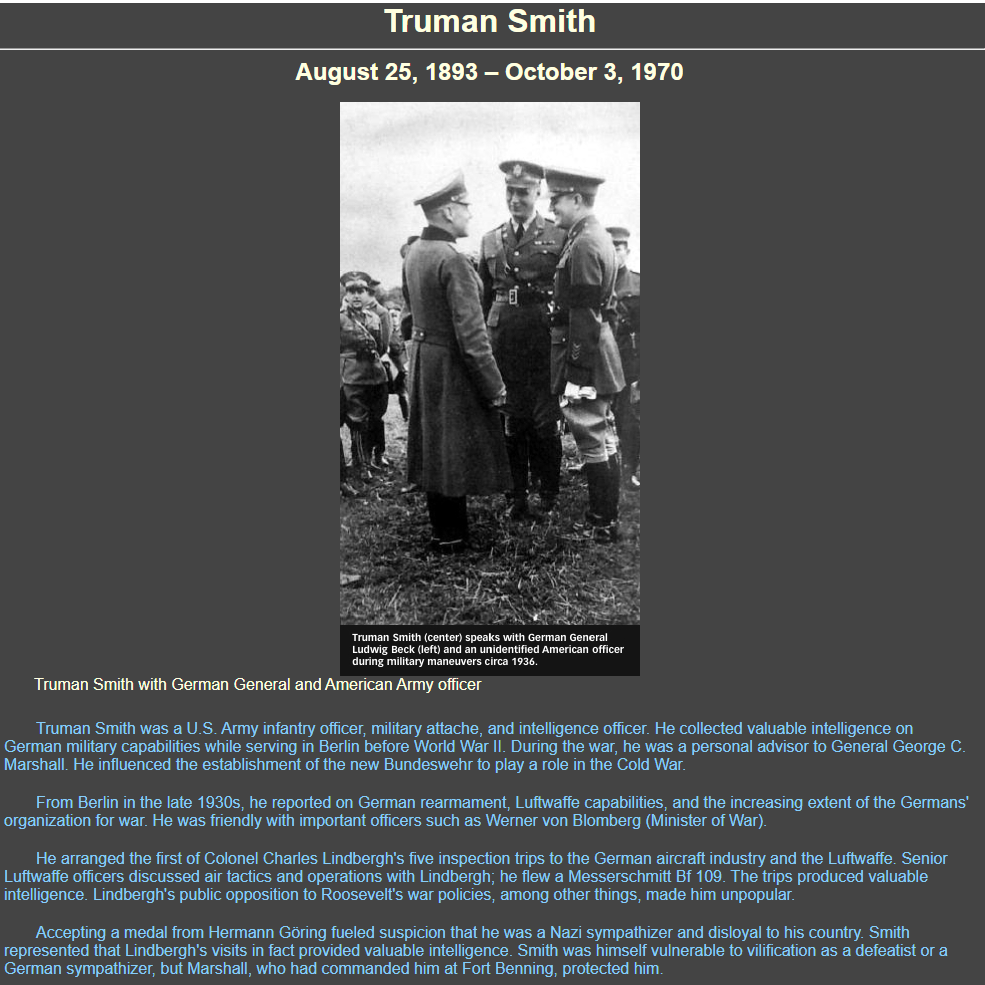 Truman Smith
August 25, 1893 – October 3, 1970
Truman Smith (center) speaks with German General
Ludwig Beck (left) and an unidentified American officer
during military maneuvers circa 1936.
Truman Smith with German General and American Army officer
Truman Smith was a U.S. Army infantry officer, military attache, and intelligence officer. He collected valuable intelligence on
German military capabilities while serving in Berlin before World War II. During the war, he was a personal advisor to General George C.
Marshall. He influenced the establishment of the new Bundeswehr to play a role in the Cold War.
From Berlin in the late 1930s, he reported on German rearmament, Luftwaffe capabilities, and the increasing extent of the Germans'
organization for war. He was friendly with important officers such as Werner von Blomberg (Minister of War).
He arranged the first of Colonel Charles Lindbergh's five inspection trips to the German aircraft industry and the Luftwaffe. Senior
Luftwaffe officers discussed air tactics and operations with Lindbergh; he flew a Messerschmitt Bf 109. The trips produced valuable
intelligence. Lindbergh's public opposition to Roosevelt's war policies, among other things, made him unpopular.
Accepting a medal from Hermann Göring fueled suspicion that he was a Nazi sympathizer and disloyal to his country. Smith
represented that Lindbergh's visits in fact provided valuable intelligence. Smith was himself vulnerable to vilification as a defeatist or a
German sympathizer, but Marshall, who had commanded him at Fort Benning, protected him.